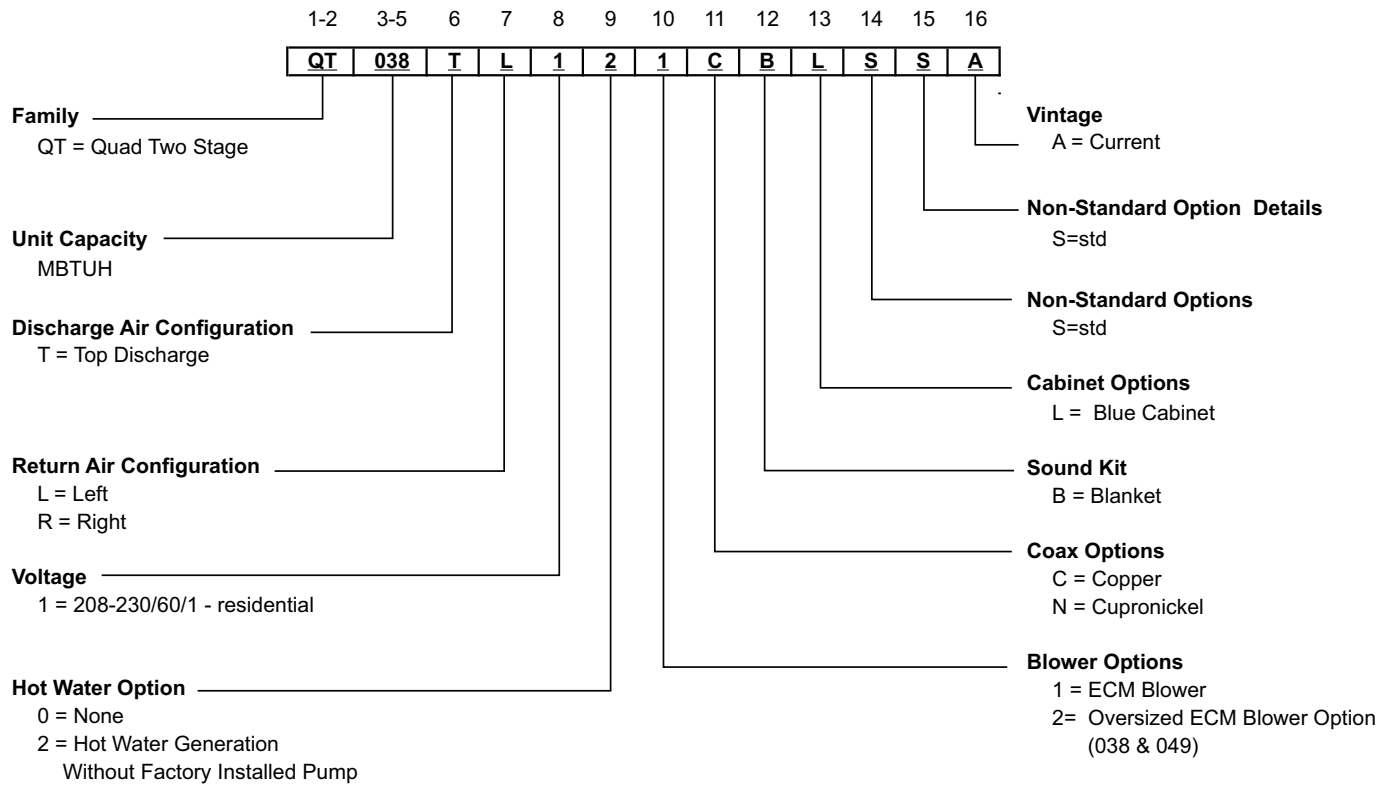 1-2 3-5 6 7 8 9 10 11 12 13 14 15 16
QT 038 T L 1 2 1 C B L S S A
Family
QT = Quad Two Stage
Unit Capacity
MBTUH
Discharge Air Configuration
T = Top Discharge
Return Air Configuration
L = Left
R = Right
Voltage
1 = 208-230/60/1 - residential
Hot Water Option
0 = None
2 = Hot Water Generation
Without Factory Installed Pump
Vintage
A = Current
Non-Standard Option Details
S=std
Non-Standard Options
S=std
Cabinet Options
L = Blue Cabinet
Sound Kit
B = Blanket
Coax Options
C = Copper
N = Cupronickel
Blower Options
1 = ECM Blower
2= Oversized ECM Blower Option
(038 & 049)